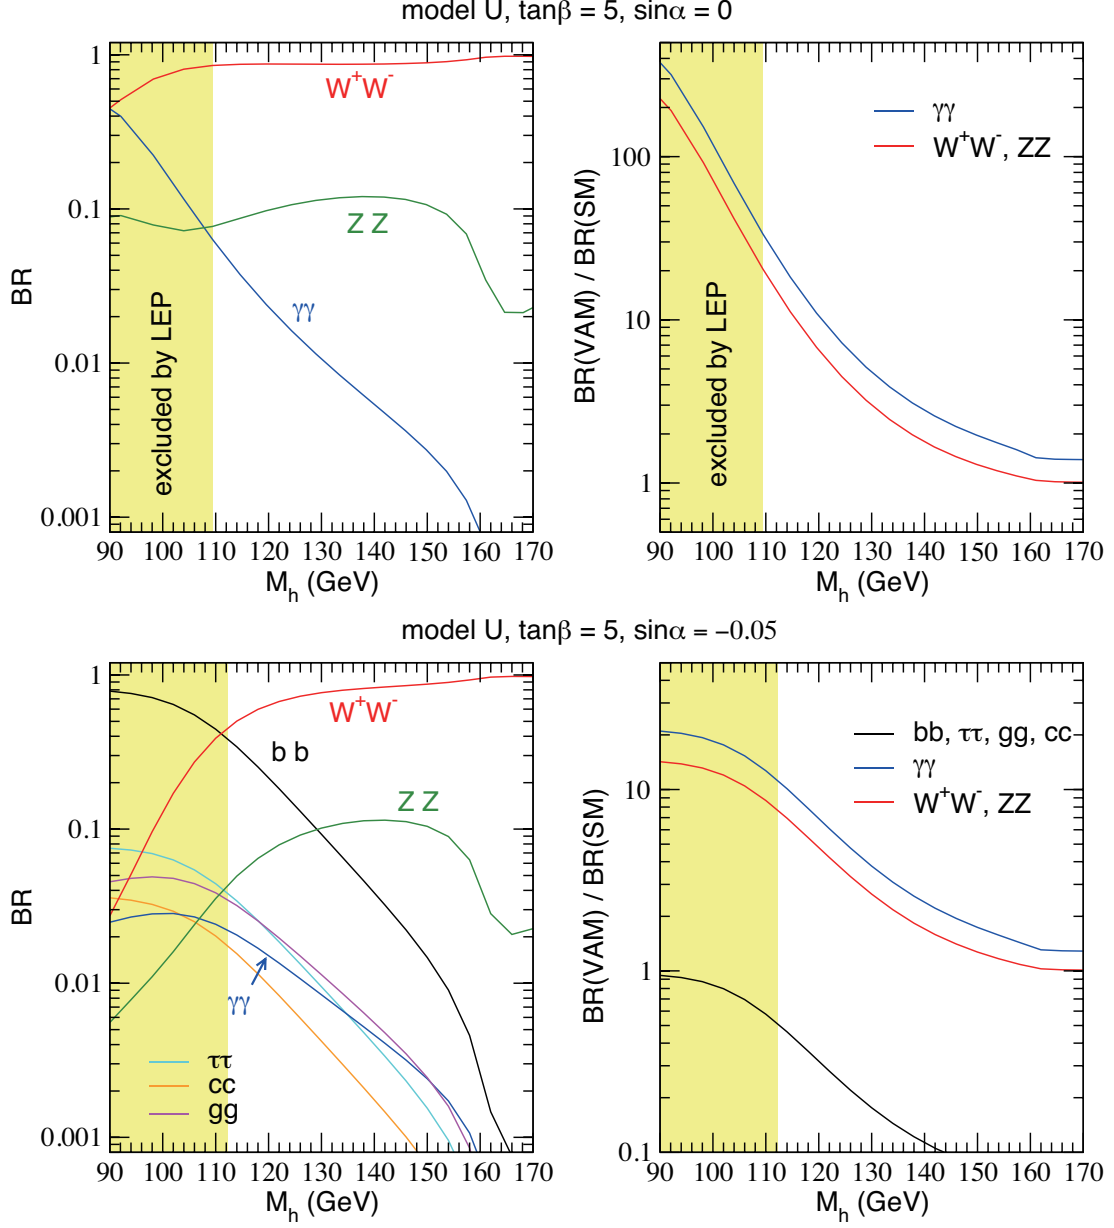 model U, tanβ = 5, sinα = 0
BR
1
0.1
0.01
0.001
W⁺W⁻
Z Z
γγ
excluded by LEP
90 100 110 120 130 140 150 160 170
M_h (GeV)
BR(VAM) / BR(SM)
100
10
1
γγ
W⁺W⁻, ZZ
excluded by LEP
90 100 110 120 130 140 150 160 170
M_h (GeV)
model U, tanβ = 5, sinα = −0.05
BR
1
0.1
0.01
0.001
W⁺W⁻
b b
Z Z
γγ
ττ
cc
gg
90 100 110 120 130 140 150 160 170
M_h (GeV)
BR(VAM) / BR(SM)
10
1
0.1
bb, ττ, gg, cc
γγ
W⁺W⁻, ZZ
90 100 110 120 130 140 150 160 170
M_h (GeV)